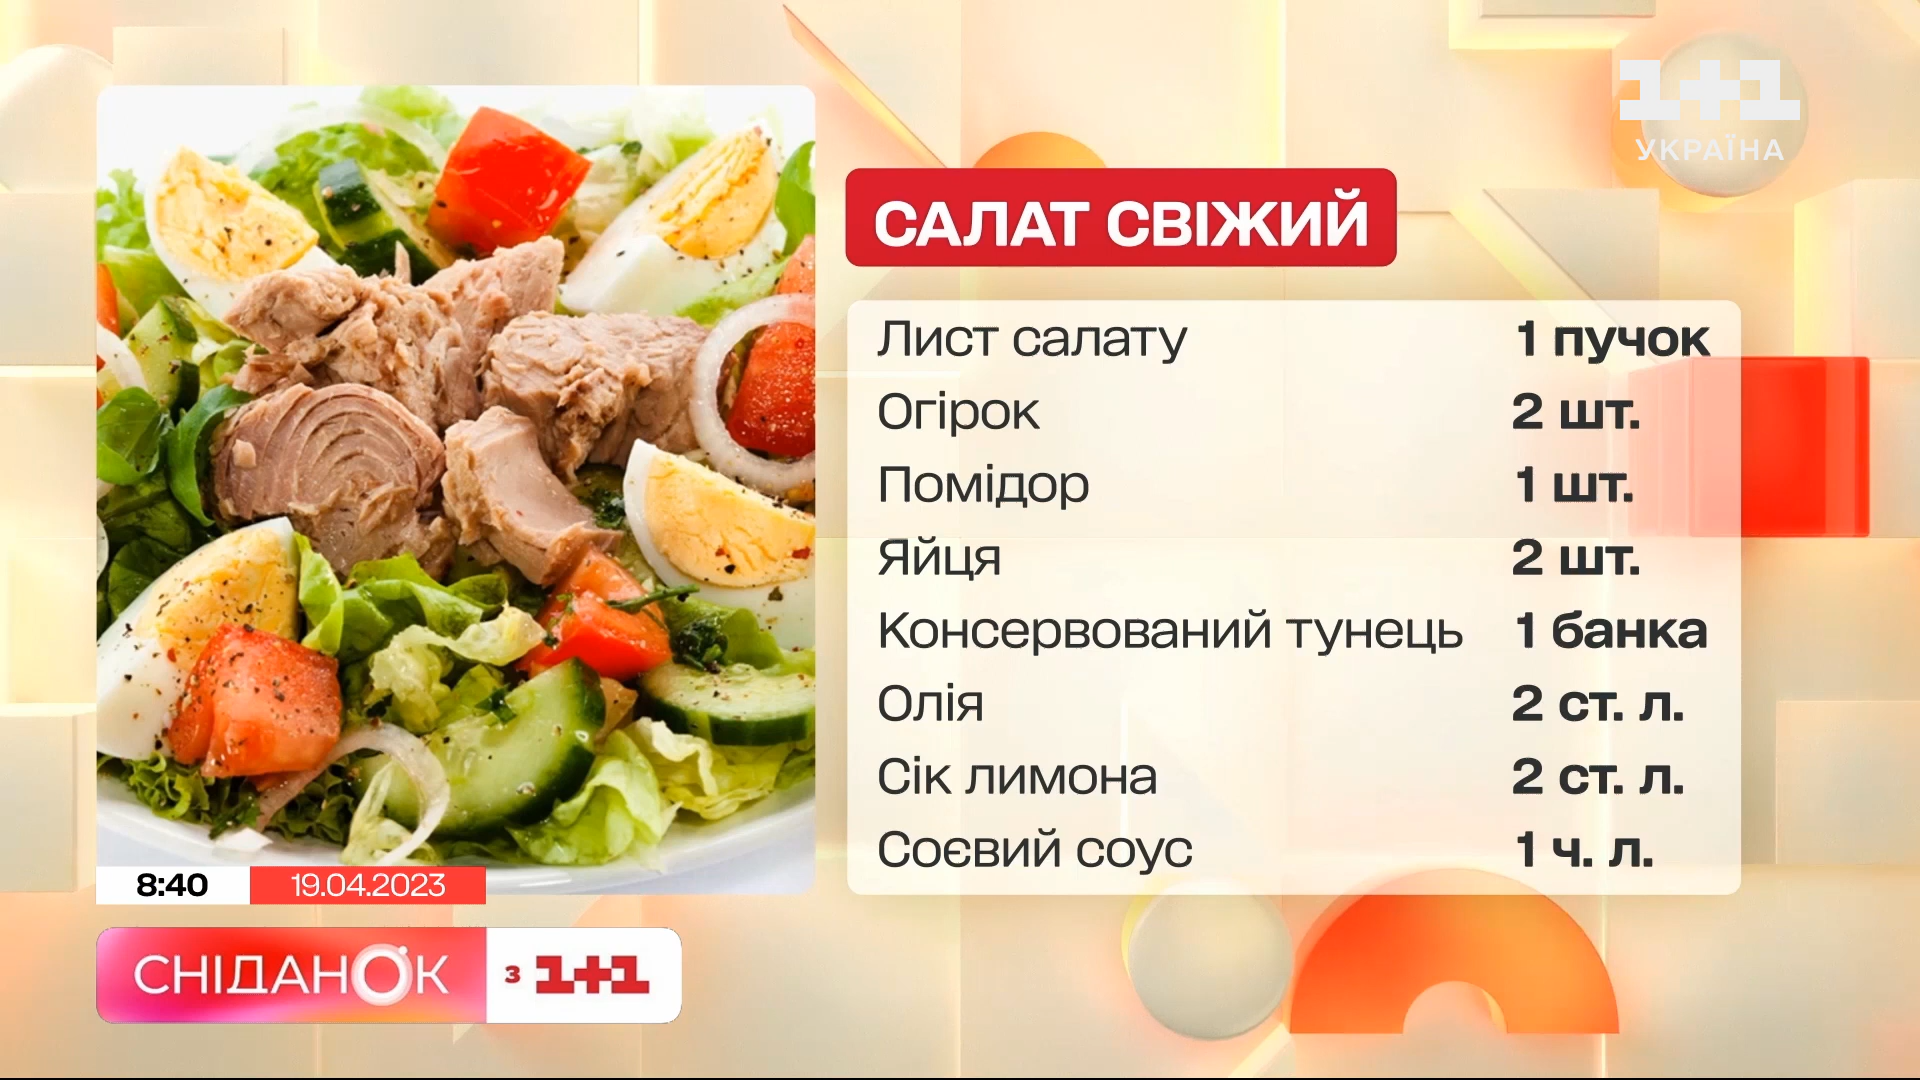 1+1
УКРАЇНА
САЛАТ СВІЖИЙ
Лист салату 1 пучок
Огірок 2 шт.
Помідор 1 шт.
Яйця 2 шт.
Консервований тунець 1 банка
Олія 2 ст. л.
Сік лимона 2 ст. л.
Соєвий соус 1 ч. л.
8:40 19.04.2023
СНІДАНОК з 1+1